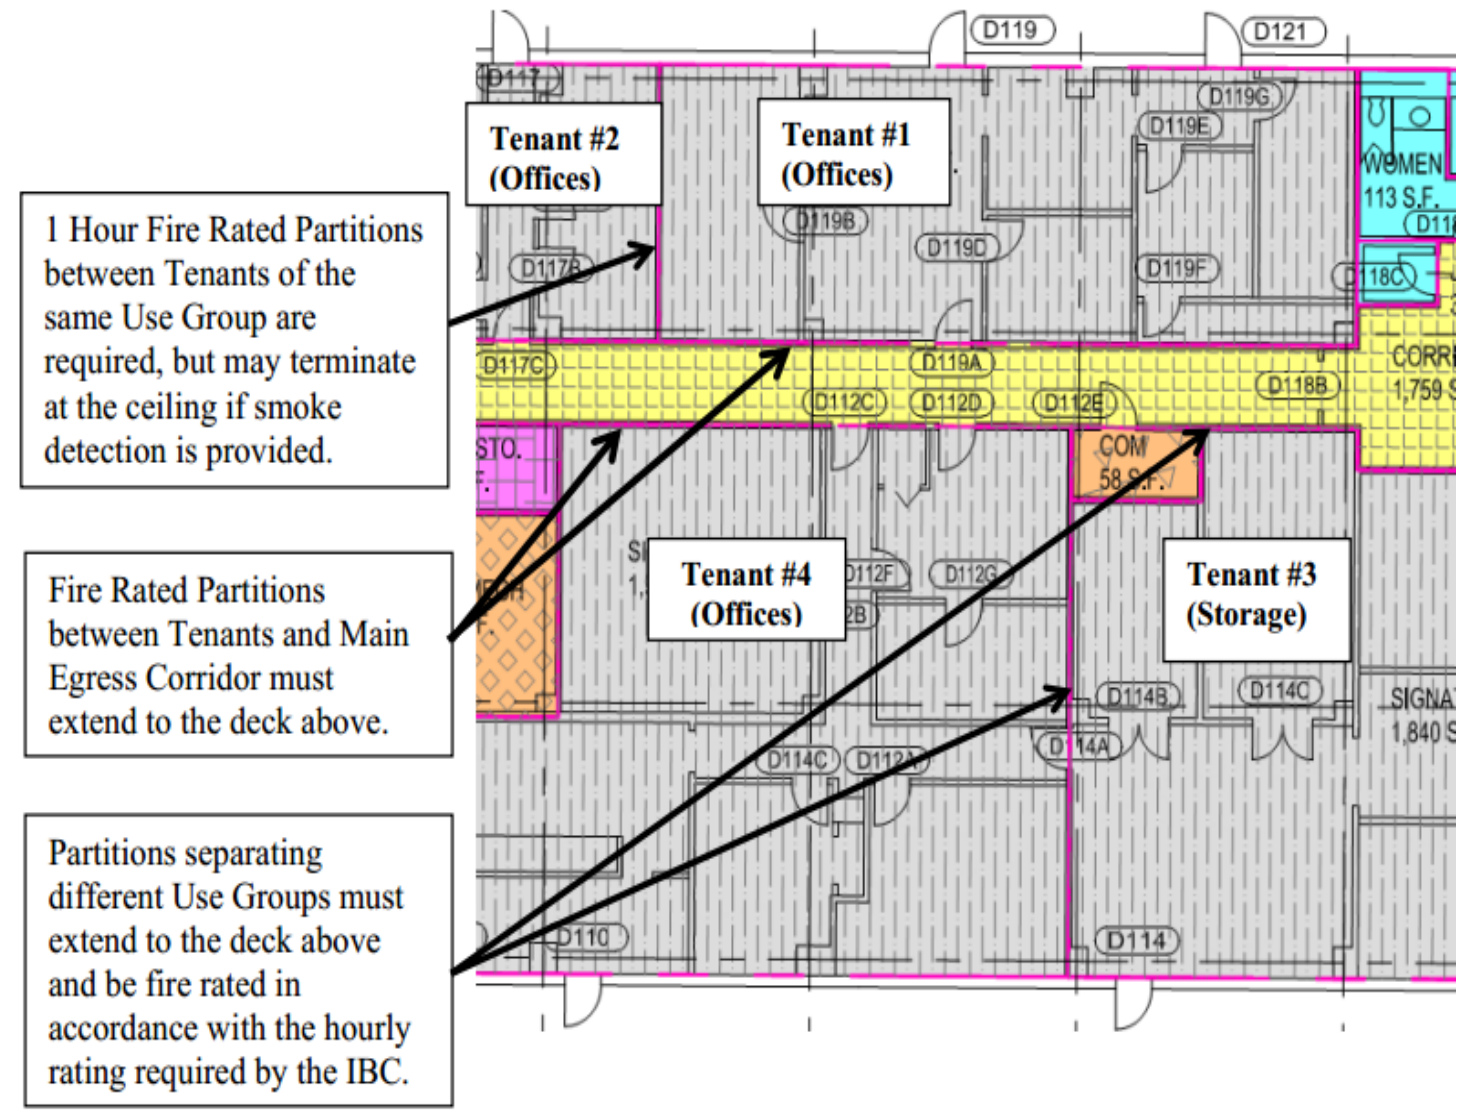 D119
D121
D117
D119G
D119E
Tenant #2
(Offices)
Tenant #1
(Offices)
WOMEN
113 S.F.
D119B
D119D
D117B
D119F
D118C
1 Hour Fire Rated Partitions
between Tenants of the
same Use Group are
required, but may terminate
at the ceiling if smoke
detection is provided.
D117C
D119A
D118B
CORRE
1,759 S
D112C
D112D
D112E
STO.
F.
COM
58 S.F.
Fire Rated Partitions
between Tenants and Main
Egress Corridor must
extend to the deck above.
Tenant #4
(Offices)
D112F
D112G
2B
Tenant #3
(Storage)
D114B
D114C
SIGNA
1,840 S
D114A
D114C
D112A
Partitions separating
different Use Groups must
extend to the deck above
and be fire rated in
accordance with the hourly
rating required by the IBC.
D110
D114